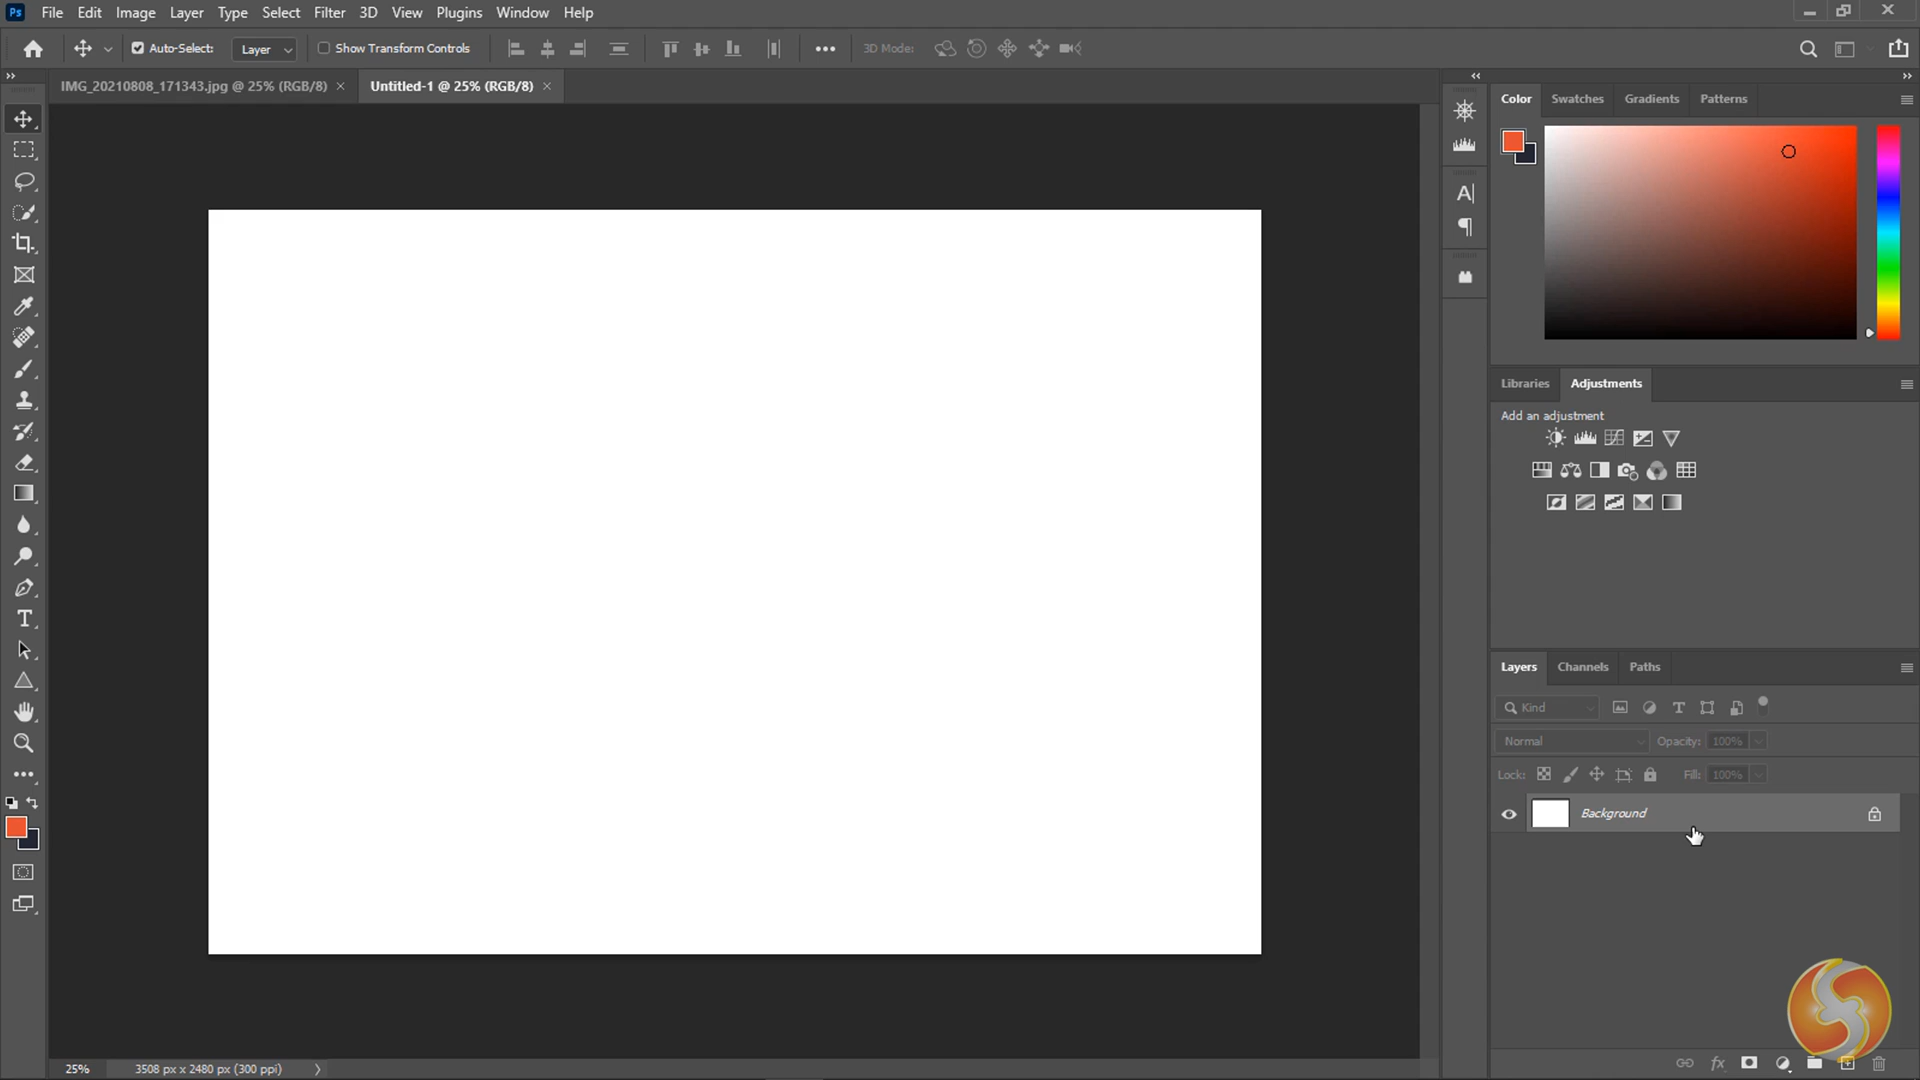 Ps File Edit Image Layer Type Select Filter 3D View Plugins Window Help
Auto-Select: Layer Show Transform Controls 3D Mode:
IMG_20210808_171343.jpg @ 25% (RGB/8) Untitled-1 @ 25% (RGB/8)
Color Swatches Gradients Patterns
Libraries Adjustments
Add an adjustment
Layers Channels Paths
Kind
Normal Opacity: 100%
Lock: Fill: 100%
Background
fx
25% 3508 px x 2480 px (300 ppi)